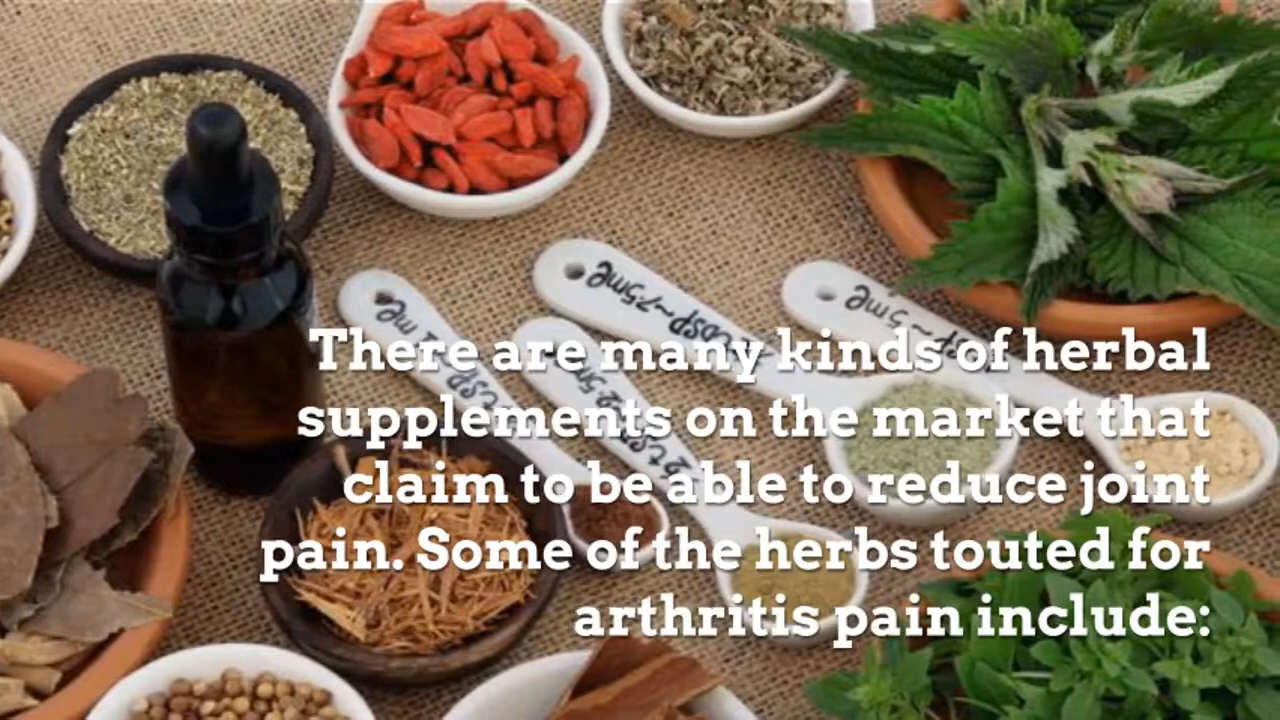 There are many kinds of herbal
supplements on the market that
claim to be able to reduce joint
pain. Some of the herbs touted for
arthritis pain include: